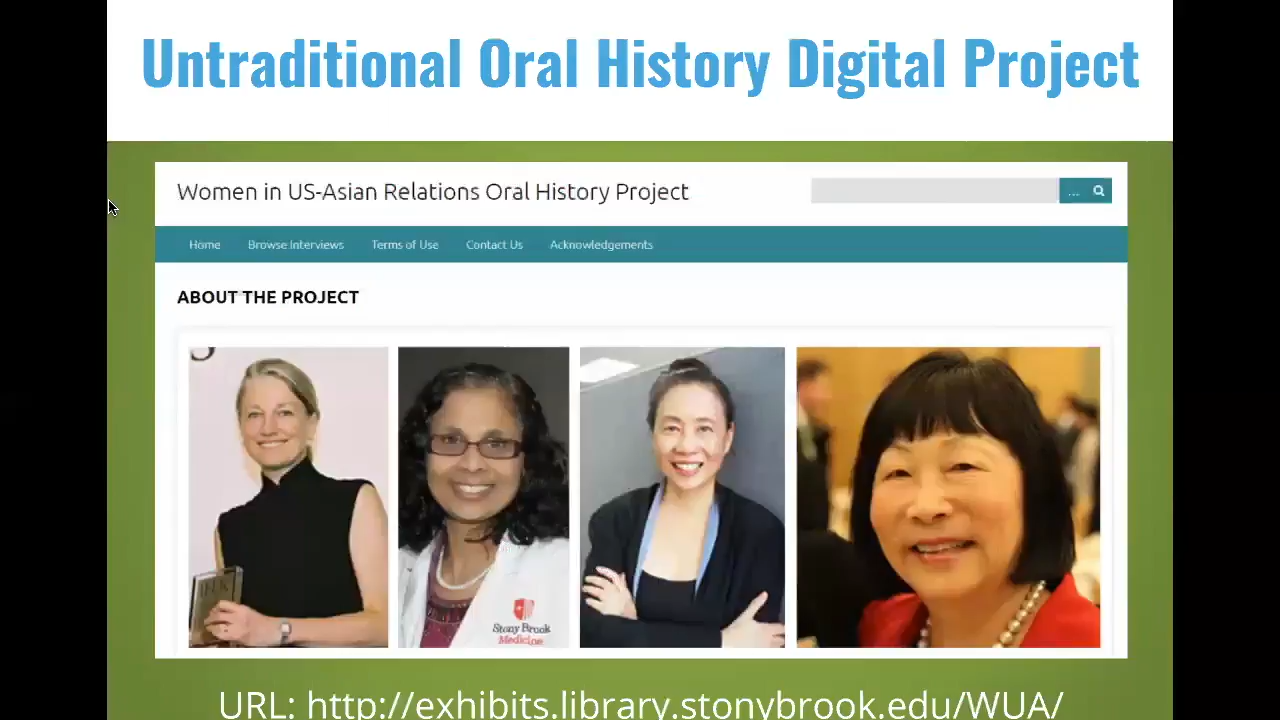 Untraditional Oral History Digital Project
Women in US-Asian Relations Oral History Project
...
Home Browse Interviews Terms of Use Contact Us Acknowledgements
ABOUT THE PROJECT
Stony Brook
Medicine
URL: http://exhibits.library.stonybrook.edu/WUA/